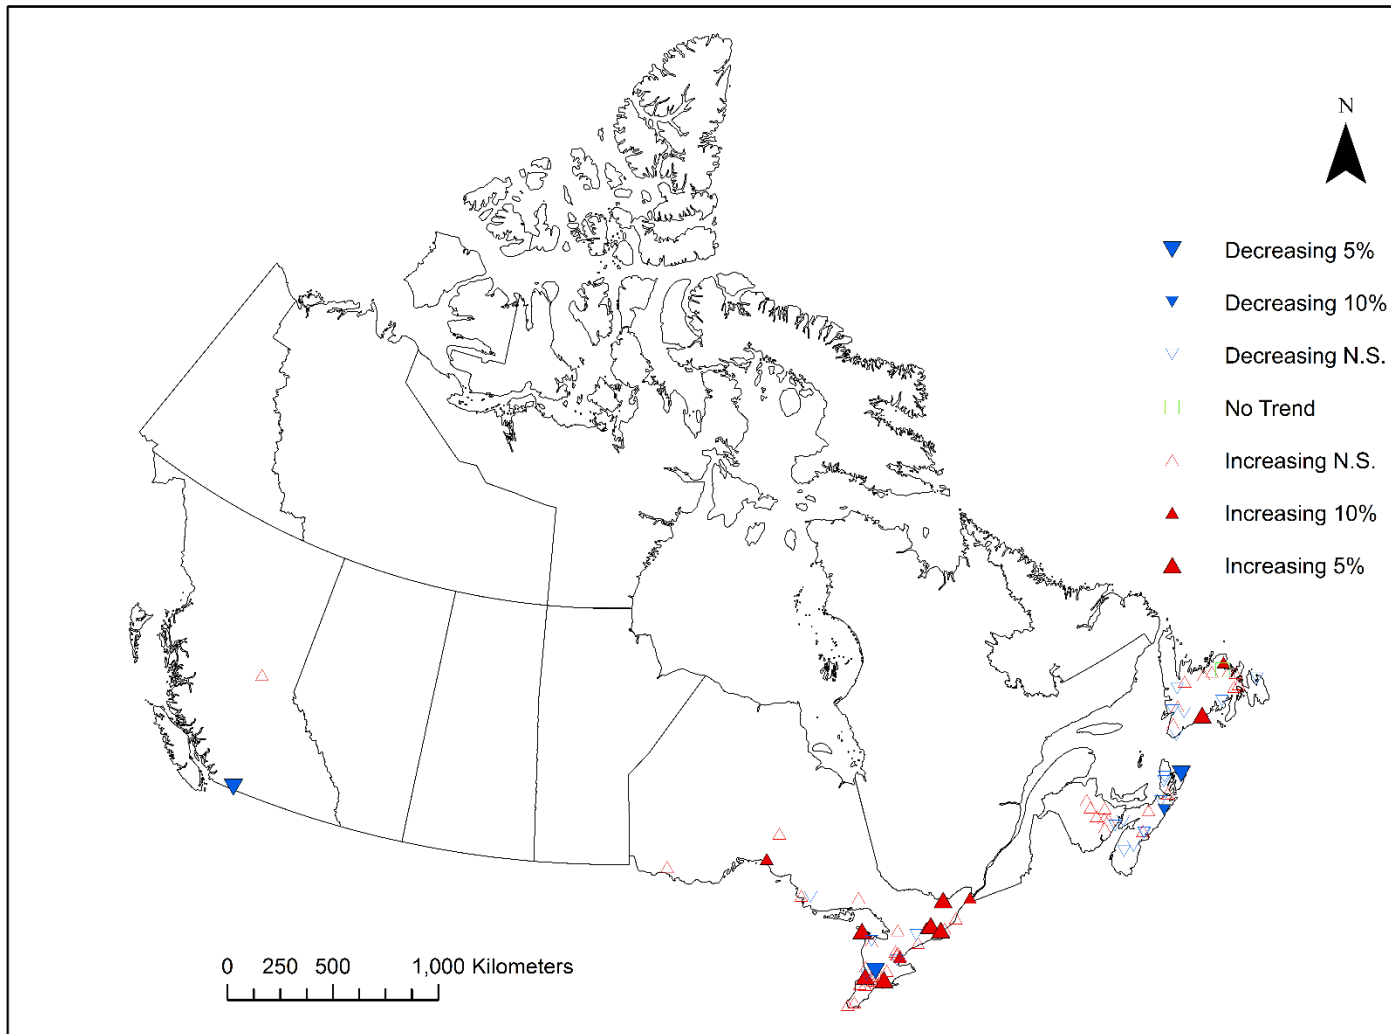 N
Decreasing 5%
Decreasing 10%
Decreasing N.S.
No Trend
Increasing N.S.
Increasing 10%
Increasing 5%
0 250 500 1,000 Kilometers